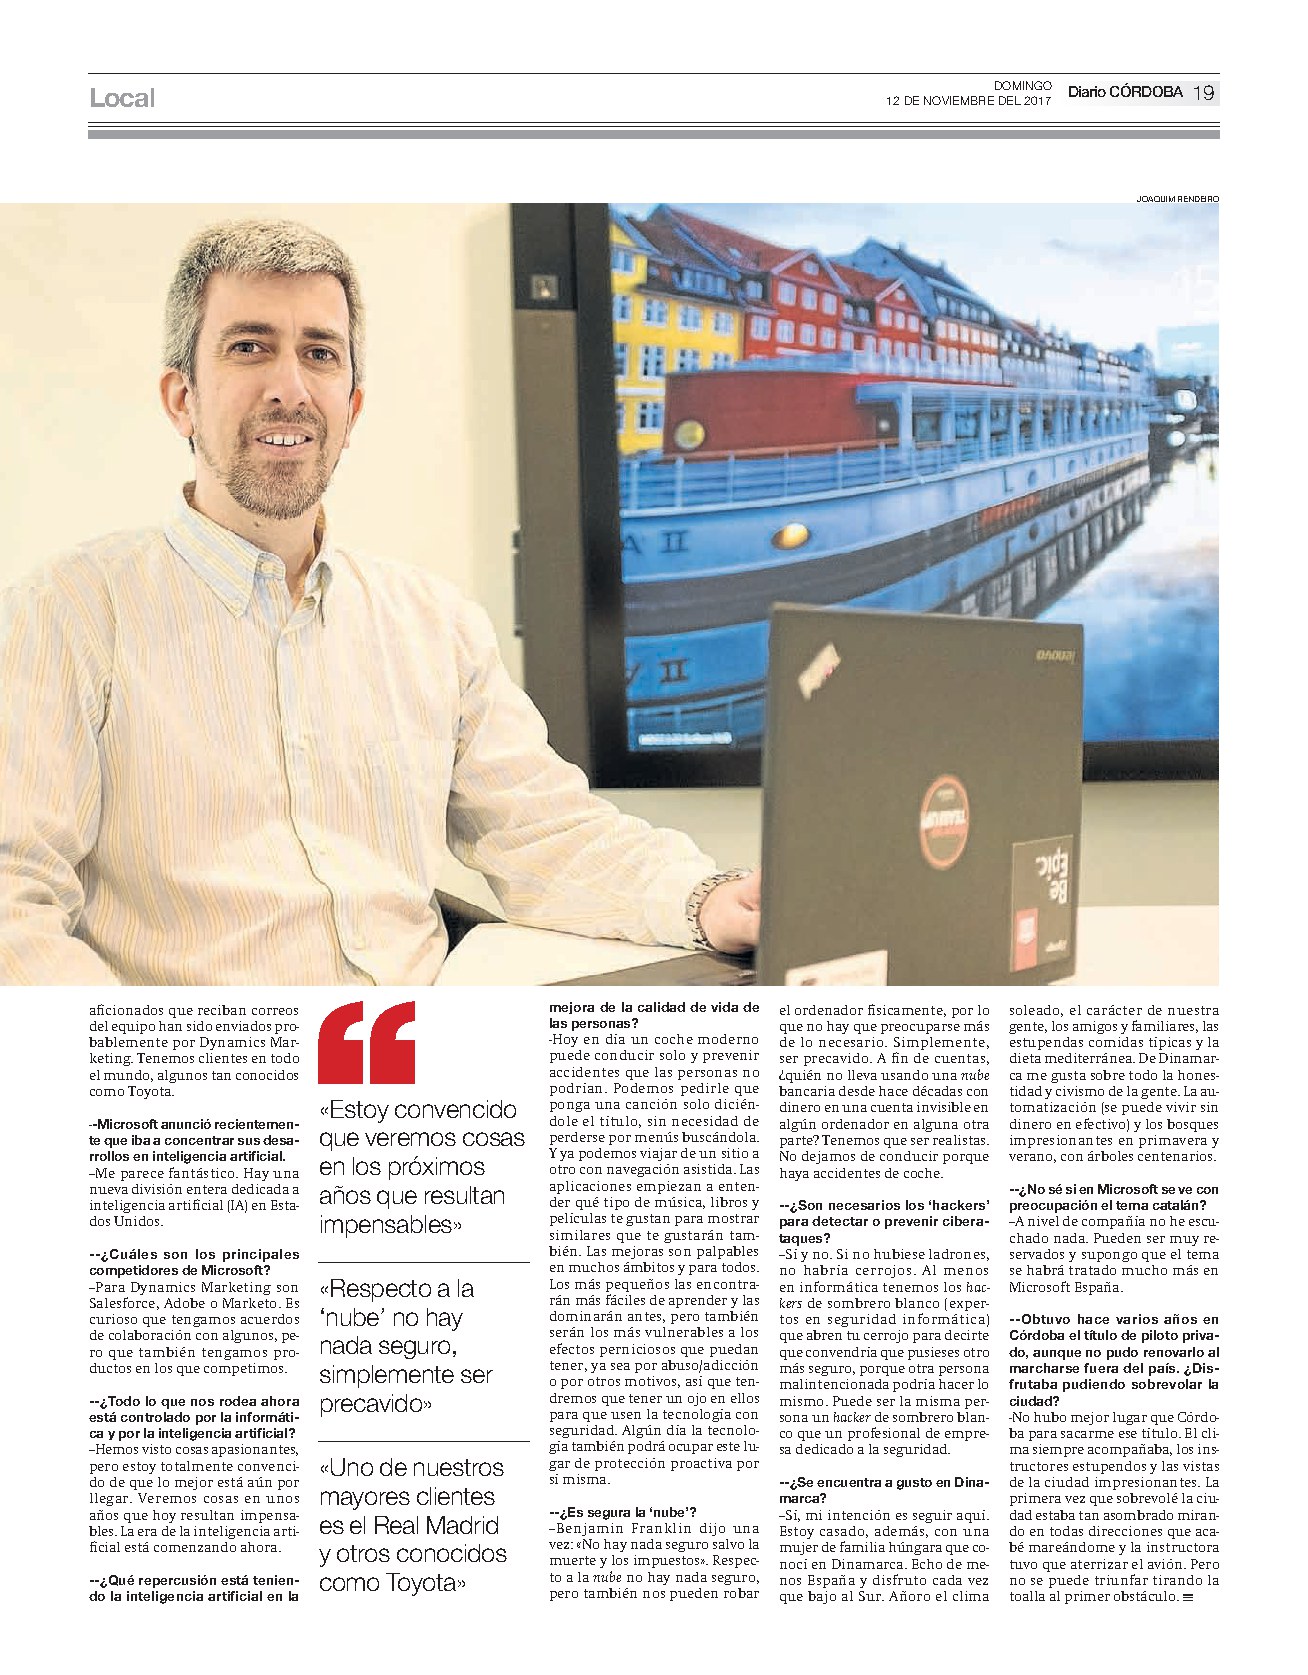 Local
DOMINGO
12 DE NOVIEMBRE DEL 2017
Diario CÓRDOBA 19
JOAQUIM RENDEIRO
A II
A II
lenovo
Be
Epic.
aficionados que reciban correos
del equipo han sido enviados pro-
bablemente por Dynamics Mar-
keting. Tenemos clientes en todo
el mundo, algunos tan conocidos
como Toyota.
--Microsoft anunció recientemen-
te que iba a concentrar sus desa-
rrollos en inteligencia artificial.
–Me parece fantástico. Hay una
nueva división entera dedicada a
inteligencia artificial (IA) en Esta-
dos Unidos.
--¿Cuáles son los principales
competidores de Microsoft?
–Para Dynamics Marketing son
Salesforce, Adobe o Marketo. Es
curioso que tengamos acuerdos
de colaboración con algunos, pe-
ro que también tengamos pro-
ductos en los que competimos.
--¿Todo lo que nos rodea ahora
está controlado por la informáti-
ca y por la inteligencia artificial?
–Hemos visto cosas apasionantes,
pero estoy totalmente convenci-
do de que lo mejor está aún por
llegar. Veremos cosas en unos
años que hoy resultan impensa-
bles. La era de la inteligencia arti-
ficial está comenzando ahora.
--¿Qué repercusión está tenien-
do la inteligencia artificial en la
«Estoy convencido
que veremos cosas
en los próximos
años que resultan
impensables»
«Respecto a la
‘nube’ no hay
nada seguro,
simplemente ser
precavido»
«Uno de nuestros
mayores clientes
es el Real Madrid
y otros conocidos
como Toyota»
mejora de la calidad de vida de
las personas?
-Hoy en día un coche moderno
puede conducir solo y prevenir
accidentes que las personas no
podrían. Podemos pedirle que
ponga una canción solo dicién-
dole el título, sin necesidad de
perderse por menús buscándola.
Y ya podemos viajar de un sitio a
otro con navegación asistida. Las
aplicaciones empiezan a enten-
der qué tipo de música, libros y
películas te gustan para mostrar
similares que te gustarán tam-
bién. Las mejoras son palpables
en muchos ámbitos y para todos.
Los más pequeños las encontra-
rán más fáciles de aprender y las
dominarán antes, pero también
serán los más vulnerables a los
efectos perniciosos que puedan
tener, ya sea por abuso/adicción
o por otros motivos, así que ten-
dremos que tener un ojo en ellos
para que usen la tecnología con
seguridad. Algún día la tecnolo-
gía también podrá ocupar este lu-
gar de protección proactiva por
sí misma.
--¿Es segura la ‘nube’?
–Benjamin Franklin dijo una
vez: «No hay nada seguro salvo la
muerte y los impuestos». Respec-
to a la nube no hay nada seguro,
pero también nos pueden robar
el ordenador físicamente, por lo
que no hay que preocuparse más
de lo necesario. Simplemente,
ser precavido. A fin de cuentas,
¿quién no lleva usando una nube
bancaria desde hace décadas con
dinero en una cuenta invisible en
algún ordenador en alguna otra
parte? Tenemos que ser realistas.
No dejamos de conducir porque
haya accidentes de coche.
--¿Son necesarios los ‘hackers’
para detectar o prevenir cibera-
taques?
–Sí y no. Si no hubiese ladrones,
no habría cerrojos. Al menos
en informática tenemos los hac-
kers de sombrero blanco (exper-
tos en seguridad informática)
que abren tu cerrojo para decirte
que convendría que pusieses otro
más seguro, porque otra persona
malintencionada podría hacer lo
mismo. Puede ser la misma per-
sona un hacker de sombrero blan-
co que un profesional de empre-
sa dedicado a la seguridad.
--¿Se encuentra a gusto en Dina-
marca?
–Sí, mi intención es seguir aquí.
Estoy casado, además, con una
mujer de familia húngara que co-
nocí en Dinamarca. Echo de me-
nos España y disfruto cada vez
que bajo al Sur. Añoro el clima
soleado, el carácter de nuestra
gente, los amigos y familiares, las
estupendas comidas típicas y la
dieta mediterránea. De Dinamar-
ca me gusta sobre todo la hones-
tidad y civismo de la gente. La au-
tomatización (se puede vivir sin
dinero en efectivo) y los bosques
impresionantes en primavera y
verano, con árboles centenarios.
--¿No sé si en Microsoft se ve con
preocupación el tema catalán?
–A nivel de compañía no he escu-
chado nada. Pueden ser muy re-
servados y supongo que el tema
se habrá tratado mucho más en
Microsoft España.
--Obtuvo hace varios años en
Córdoba el título de piloto priva-
do, aunque no pudo renovarlo al
marcharse fuera del país. ¿Dis-
frutaba pudiendo sobrevolar la
ciudad?
-No hubo mejor lugar que Córdo-
ba para sacarme ese título. El cli-
ma siempre acompañaba, los ins-
tructores estupendos y las vistas
de la ciudad impresionantes. La
primera vez que sobrevolé la ciu-
dad estaba tan asombrado miran-
do en todas direcciones que aca-
bé mareándome y la instructora
tuvo que aterrizar el avión. Pero
no se puede triunfar tirando la
toalla al primer obstáculo.